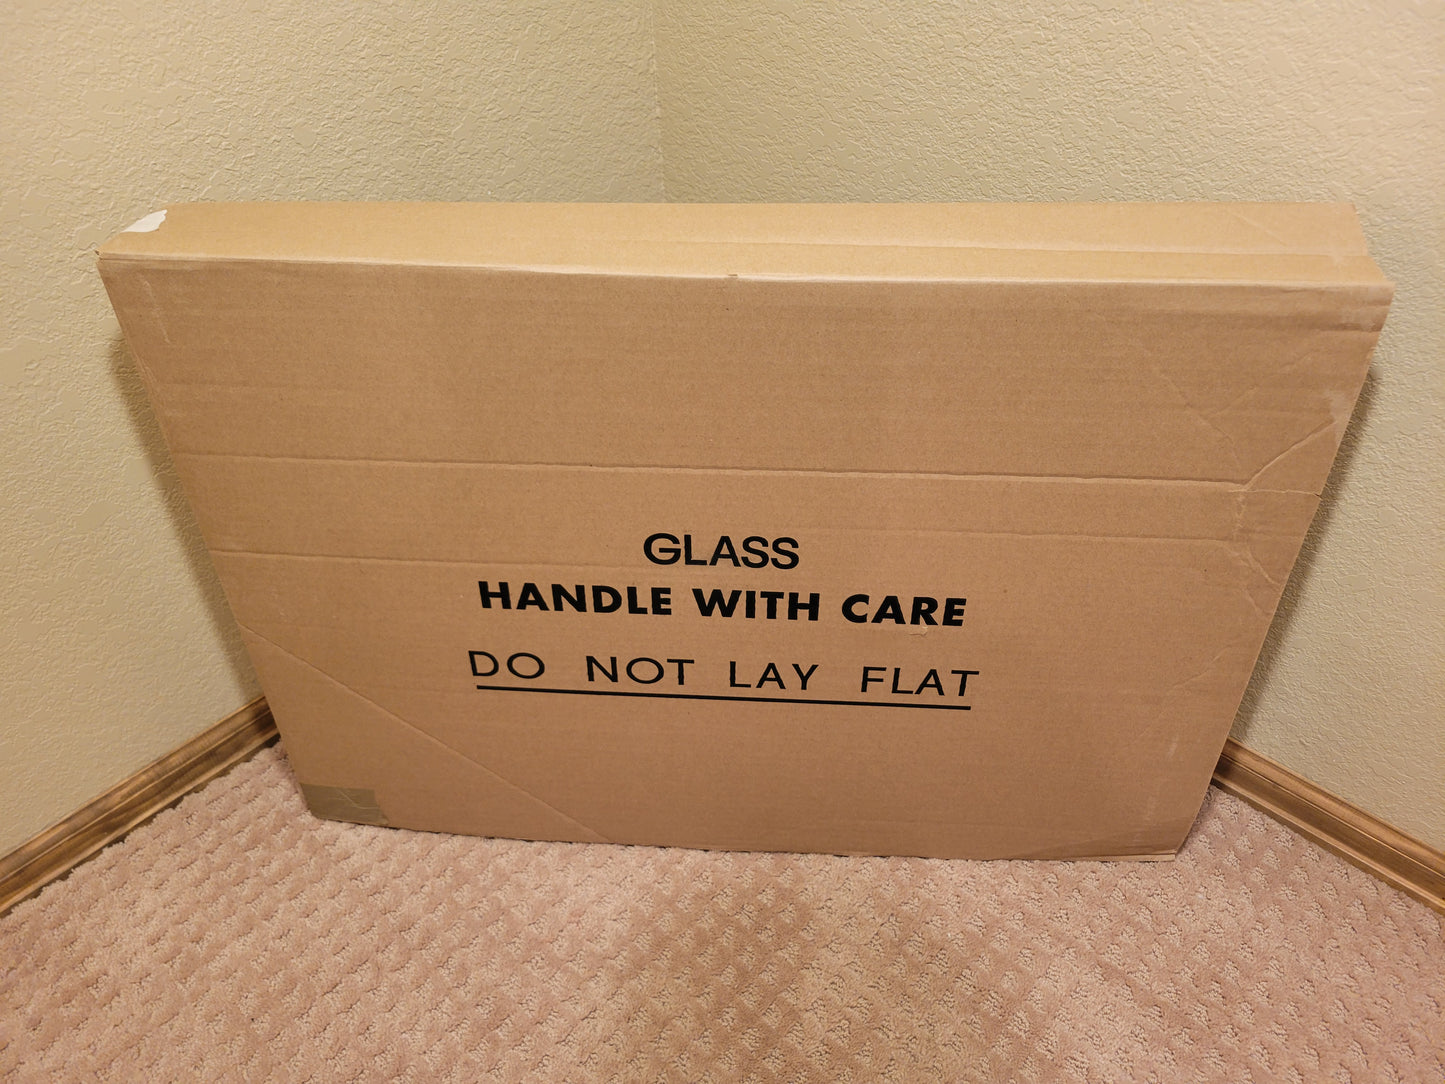 GLASS
HANDLE WITH CARE
DO NOT LAY FLAT